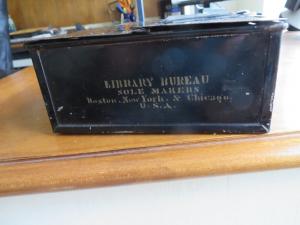 LIBRARY BUREAU
SOLE MAKERS
Boston, New York, & Chicago.
U.S.A.